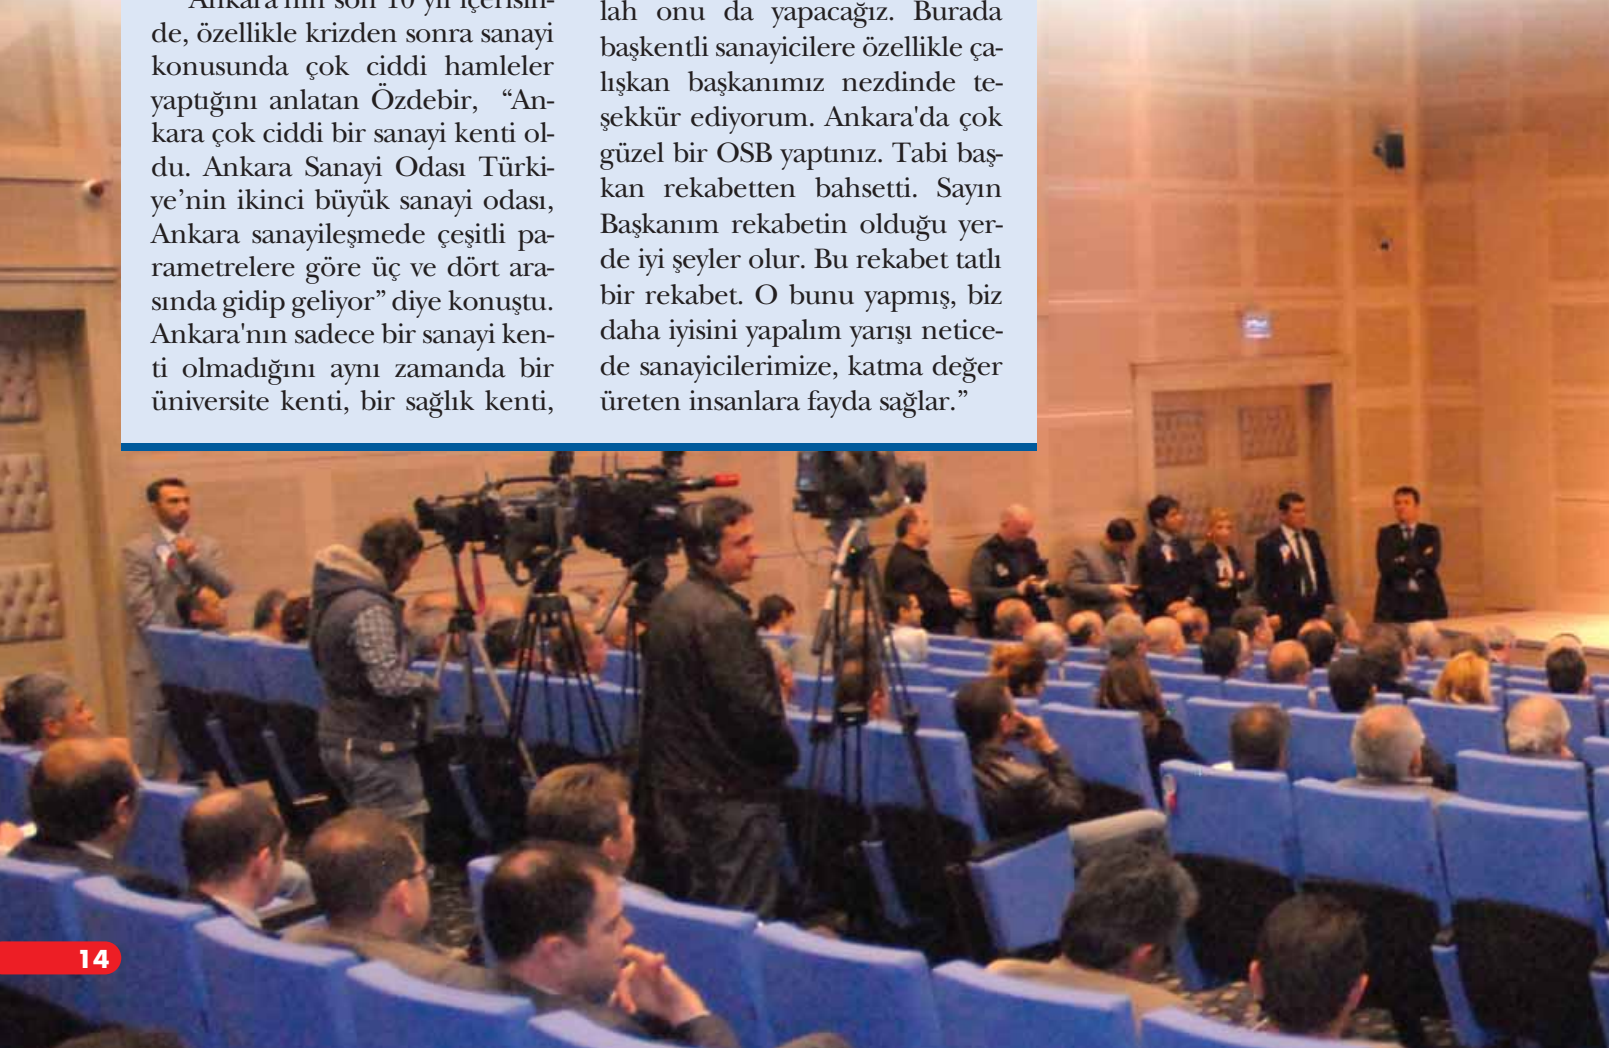 Ankara'nın son 10 yıl içerisin-
de, özellikle krizden sonra sanayi
konusunda çok ciddi hamleler
yaptığını anlatan Özdebir, “An-
kara çok ciddi bir sanayi kenti ol-
du. Ankara Sanayi Odası Türki-
ye’nin ikinci büyük sanayi odası,
Ankara sanayileşmede çeşitli pa-
rametrelere göre üç ve dört ara-
sında gidip geliyor” diye konuştu.
Ankara'nın sadece bir sanayi ken-
ti olmadığını aynı zamanda bir
üniversite kenti, bir sağlık kenti,
lah onu da yapacağız. Burada
başkentli sanayicilere özellikle ça-
lışkan başkanımız nezdinde te-
şekkür ediyorum. Ankara'da çok
güzel bir OSB yaptınız. Tabi baş-
kan rekabetten bahsetti. Sayın
Başkanım rekabetin olduğu yer-
de iyi şeyler olur. Bu rekabet tatlı
bir rekabet. O bunu yapmış, biz
daha iyisini yapalım yarışı netice-
de sanayicilerimize, katma değer
üreten insanlara fayda sağlar.”
14